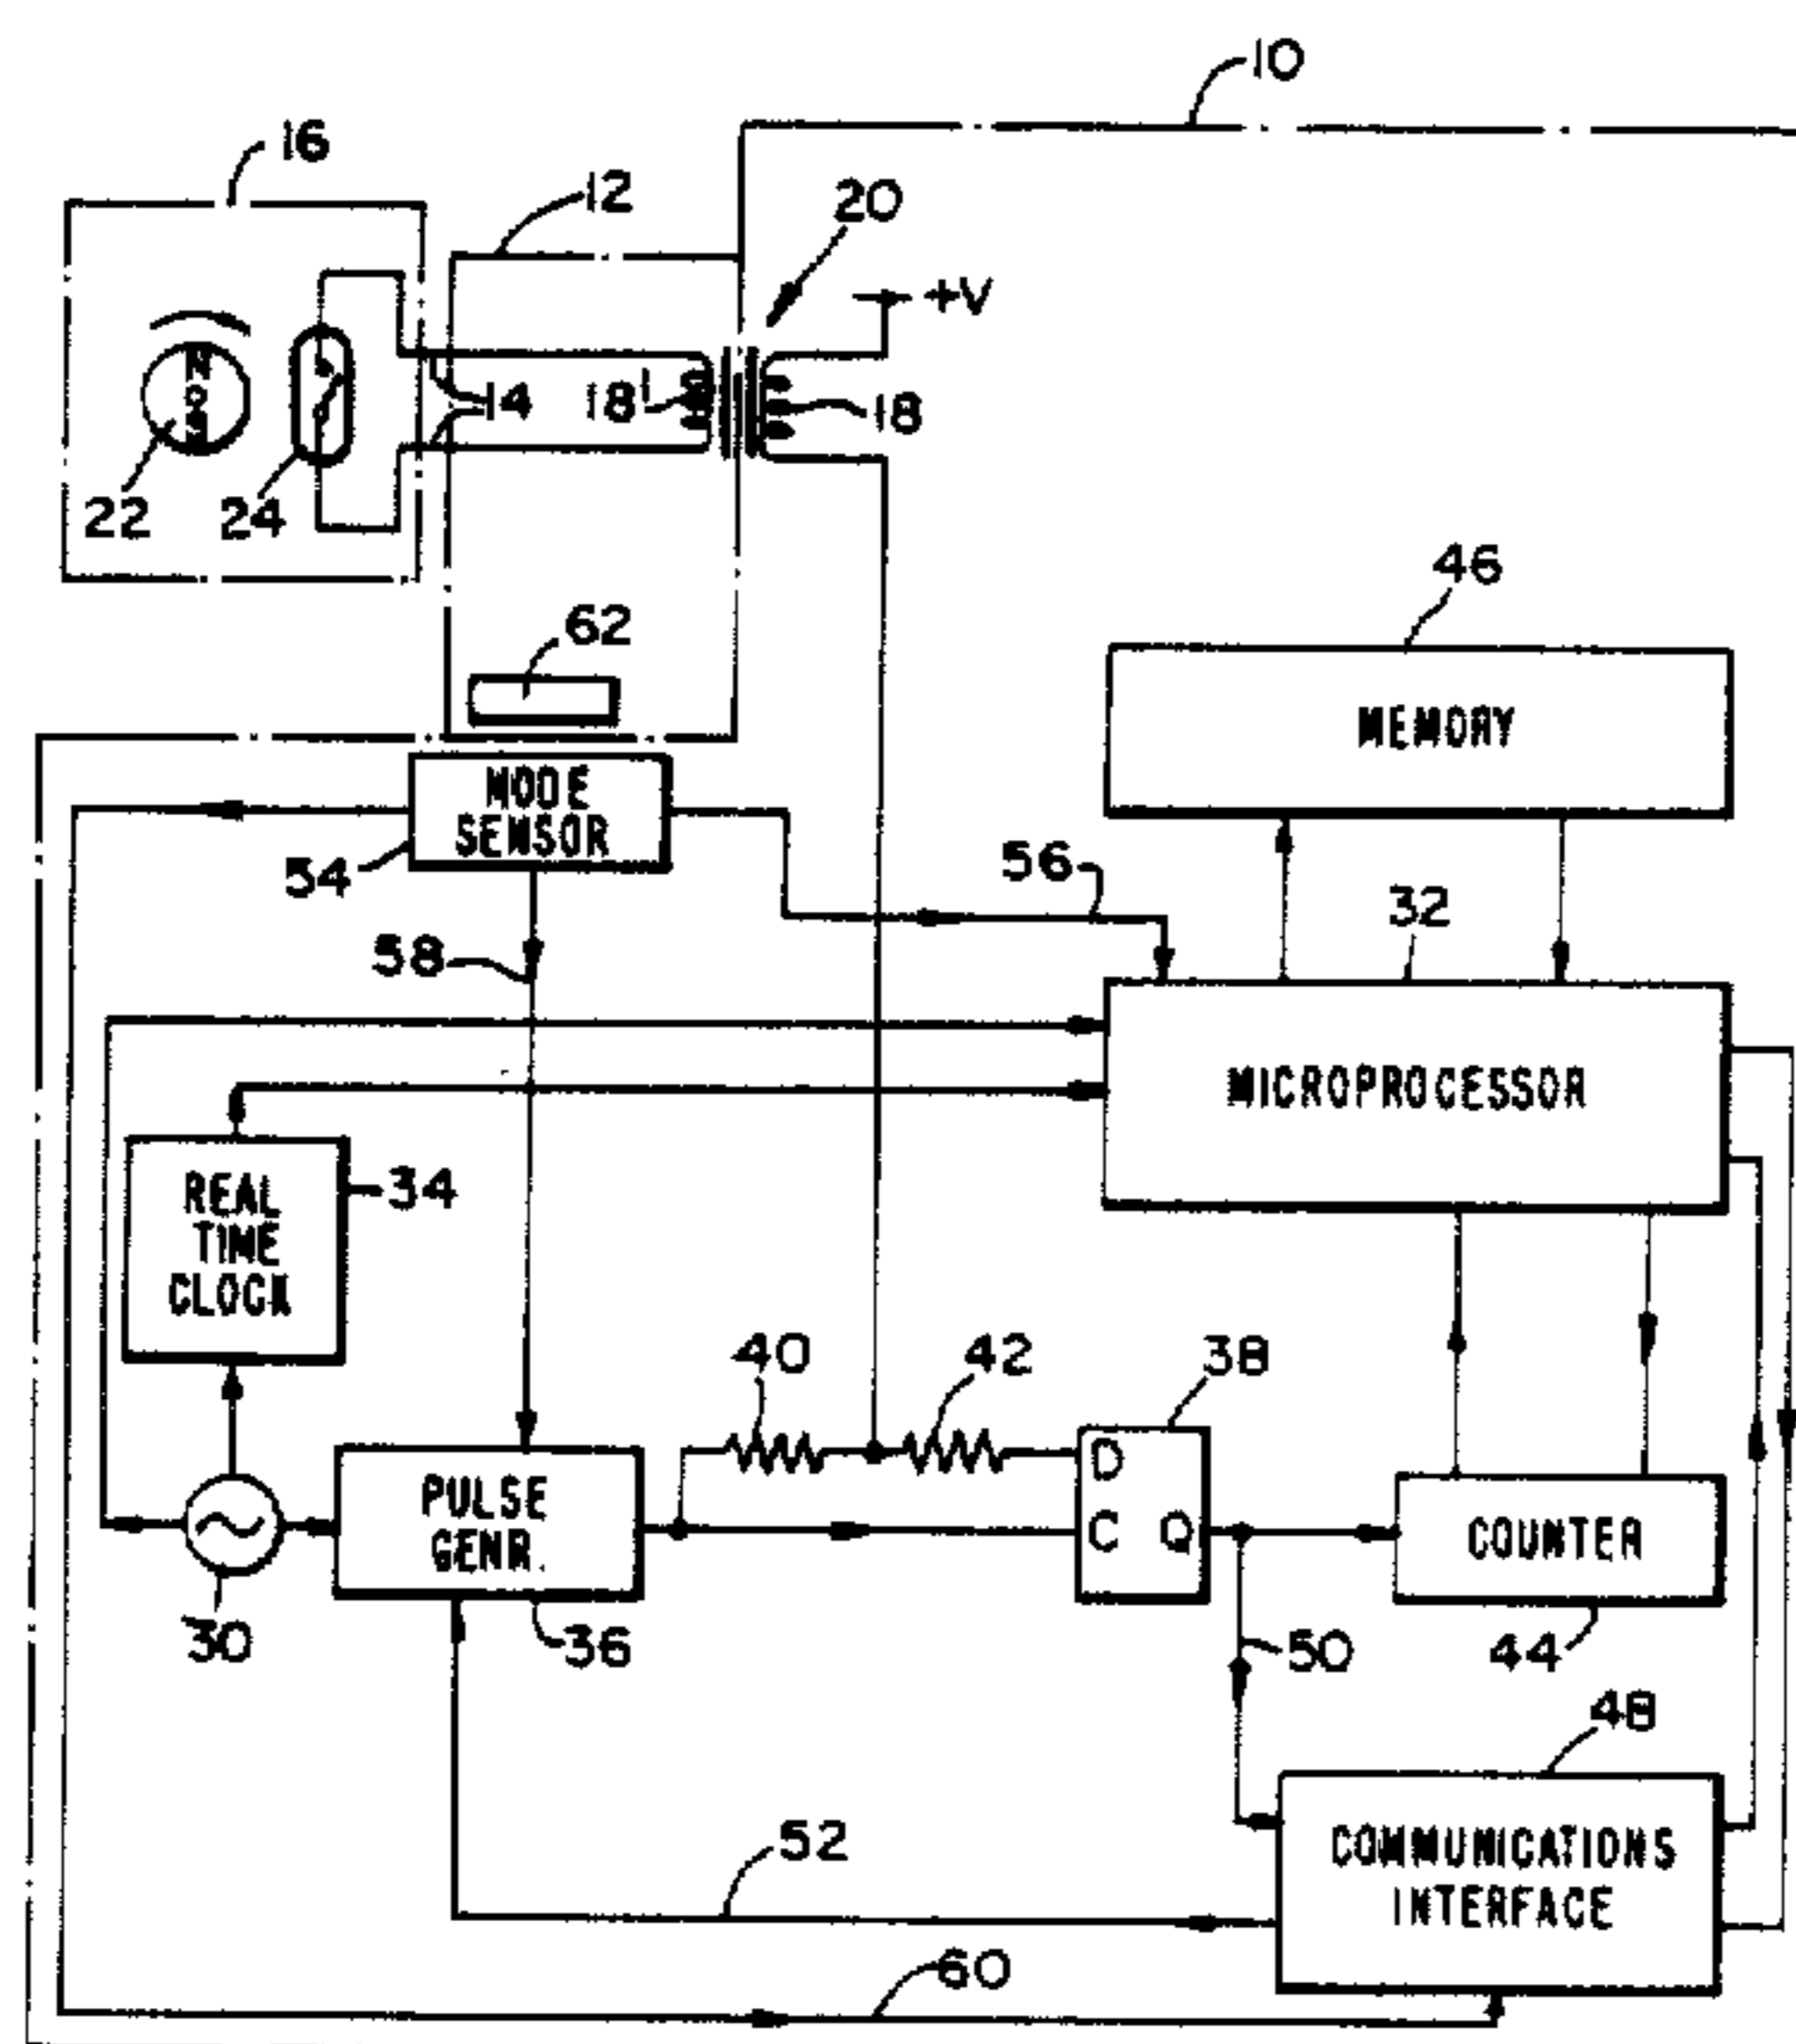 10
16
12
20
+V
N
O
S
14
18'
18
22
24
46
62
MEMORY
MODE
SENSOR
54
56
32
58
MICROPROCESSOR
REAL
TIME
CLOCK
34
40
42
38
D
PULSE
GENR.
C
Q
COUNTER
30
36
50
44
48
52
COMMUNICATIONS
INTERFACE
60